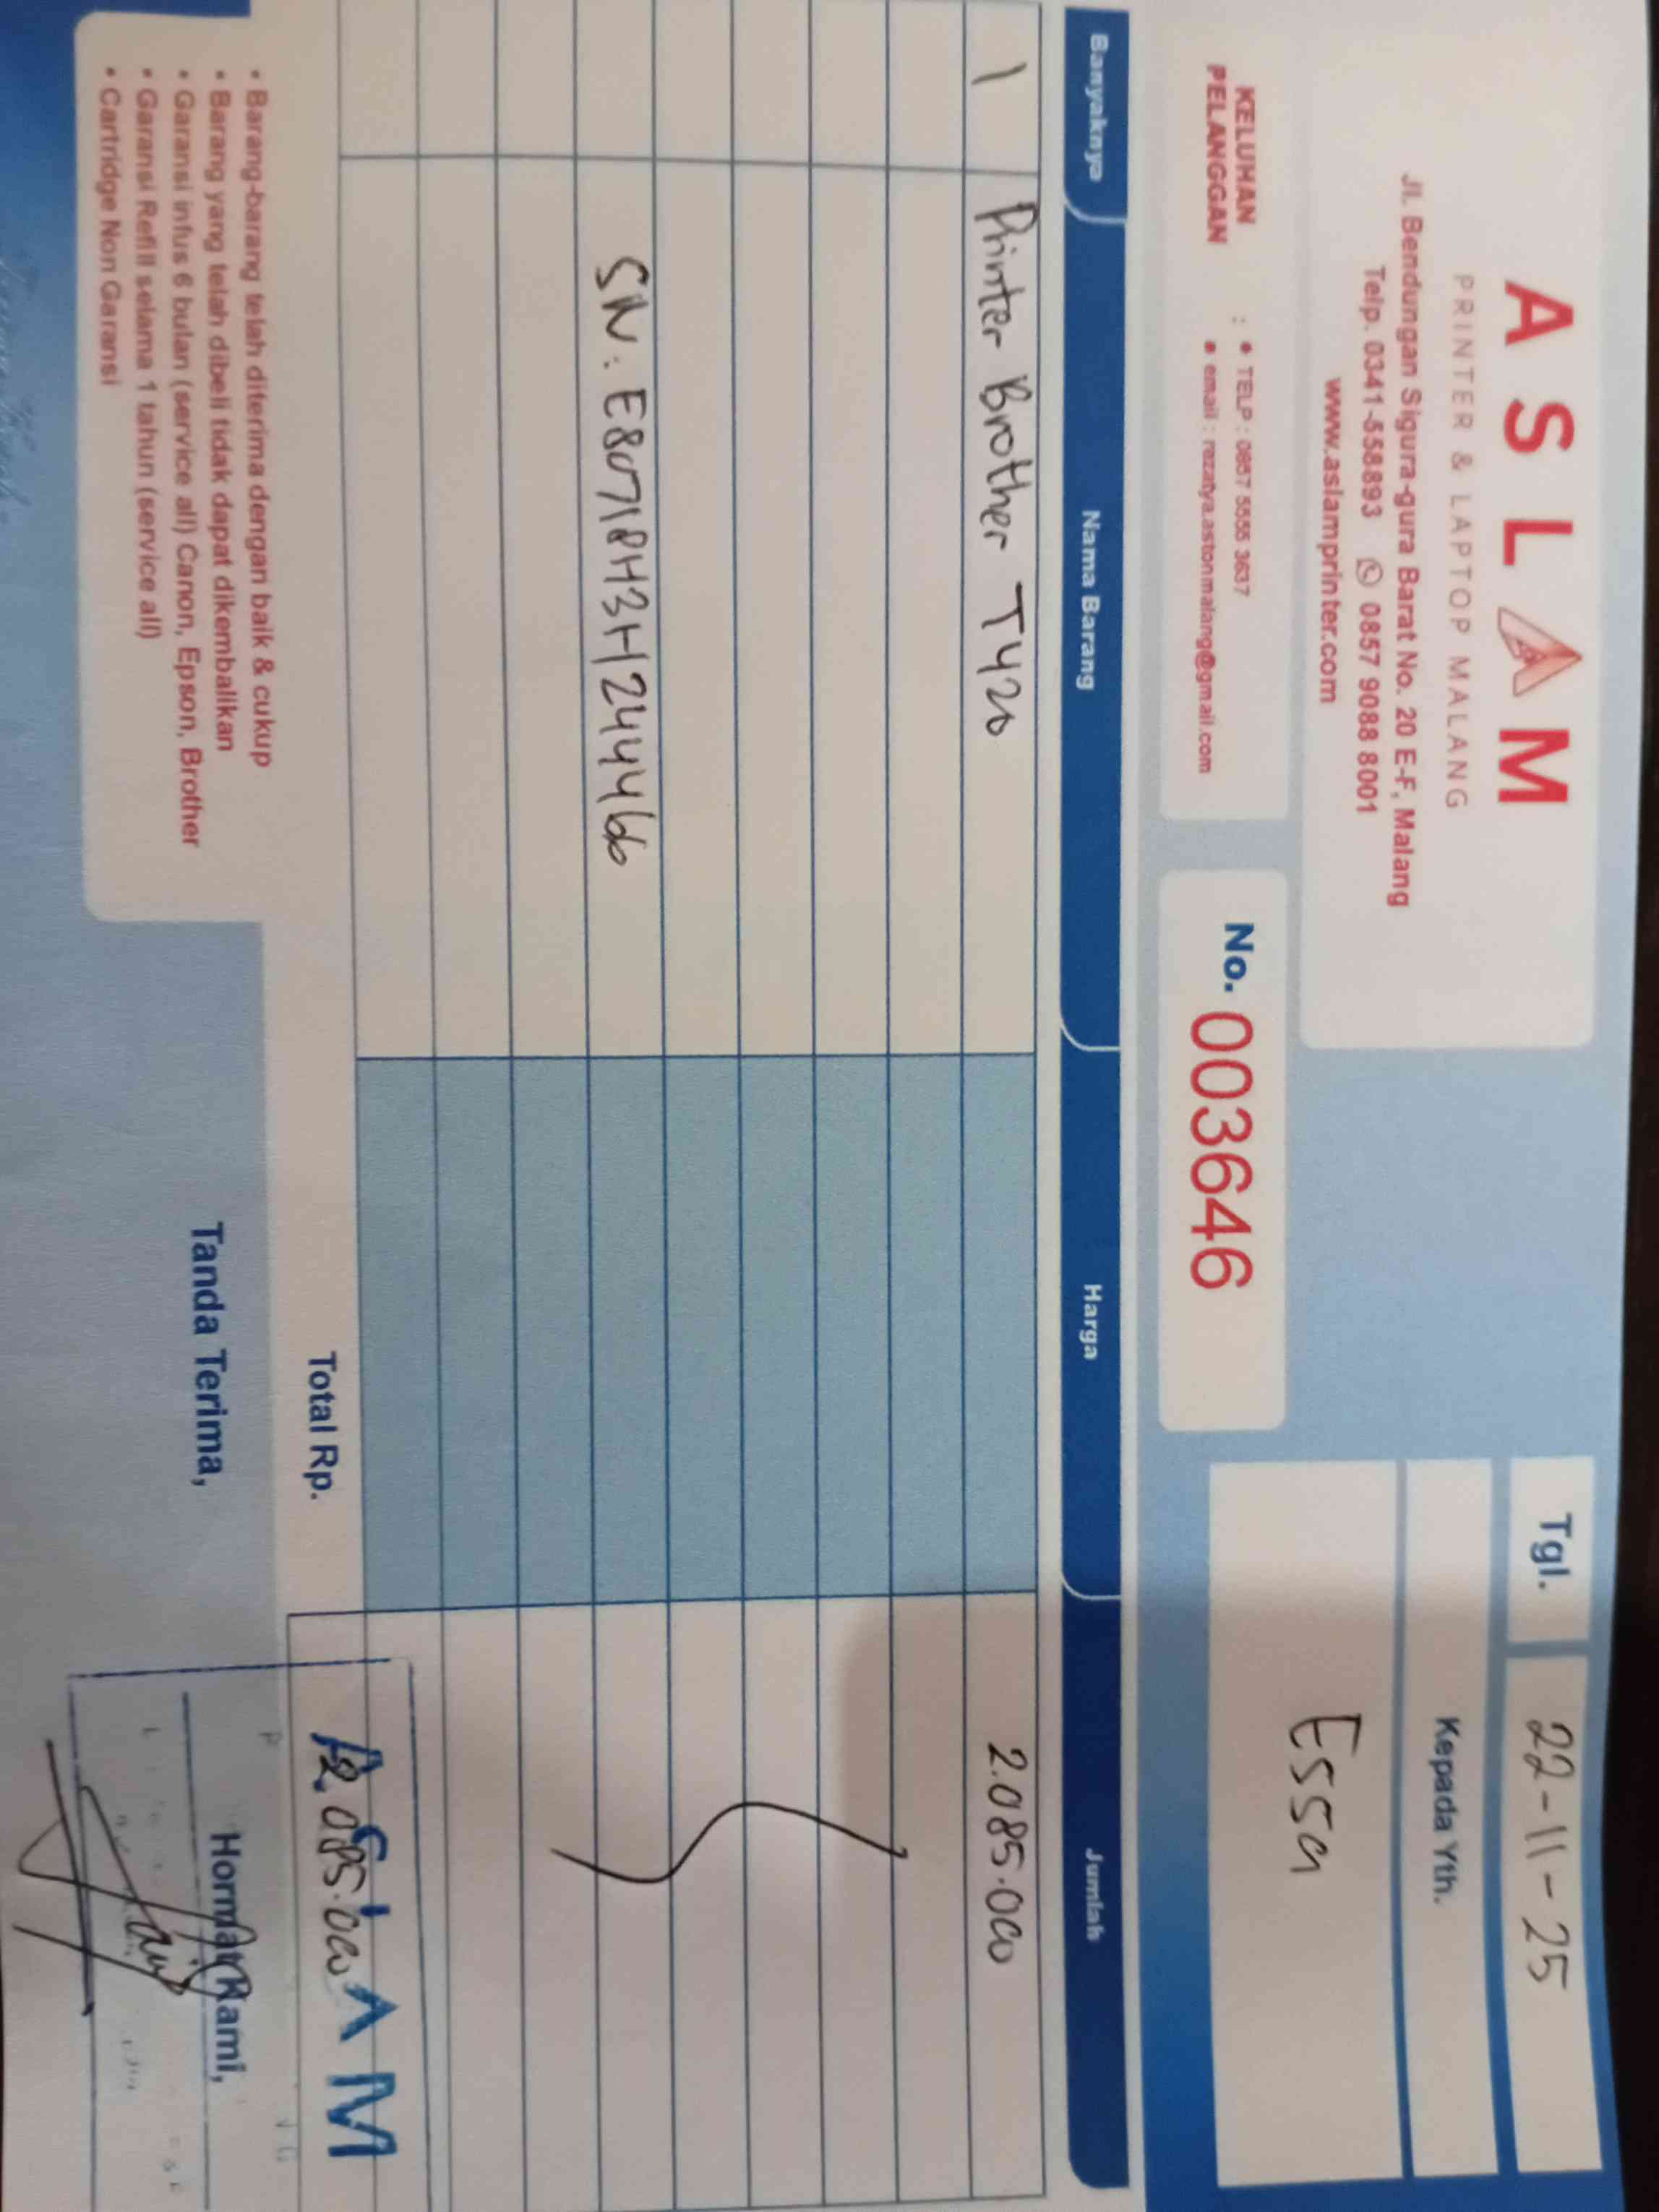 ASLAM
PRINTER & LAPTOP MALANG
Jl. Bendungan Sigura-gura Barat No. 20 E-F, Malang
Telp. 0341-558893 0857 9088 8001
www.aslamprinter.com
Tgl. 22-11-25
Kepada Yth.
Essa
KELUHAN PELANGGAN :
• TELP : 0857 5555 3637
• email : rezatya.astonmalang@gmail.com
No. 003646
Banyaknya Nama Barang Harga Jumlah
1 Printer Brother T420 2.085.000
SN: E80718H3H244466
Total Rp. 2.085.000
ASLAM
• Barang-barang telah diterima dengan baik & cukup
• Barang yang telah dibeli tidak dapat dikembalikan
• Garansi infus 6 bulan (service all) Canon, Epson, Brother
• Garansi Refill selama 1 tahun (service all)
• Cartridge Non Garansi
Tanda Terima,
Hormat Kami,